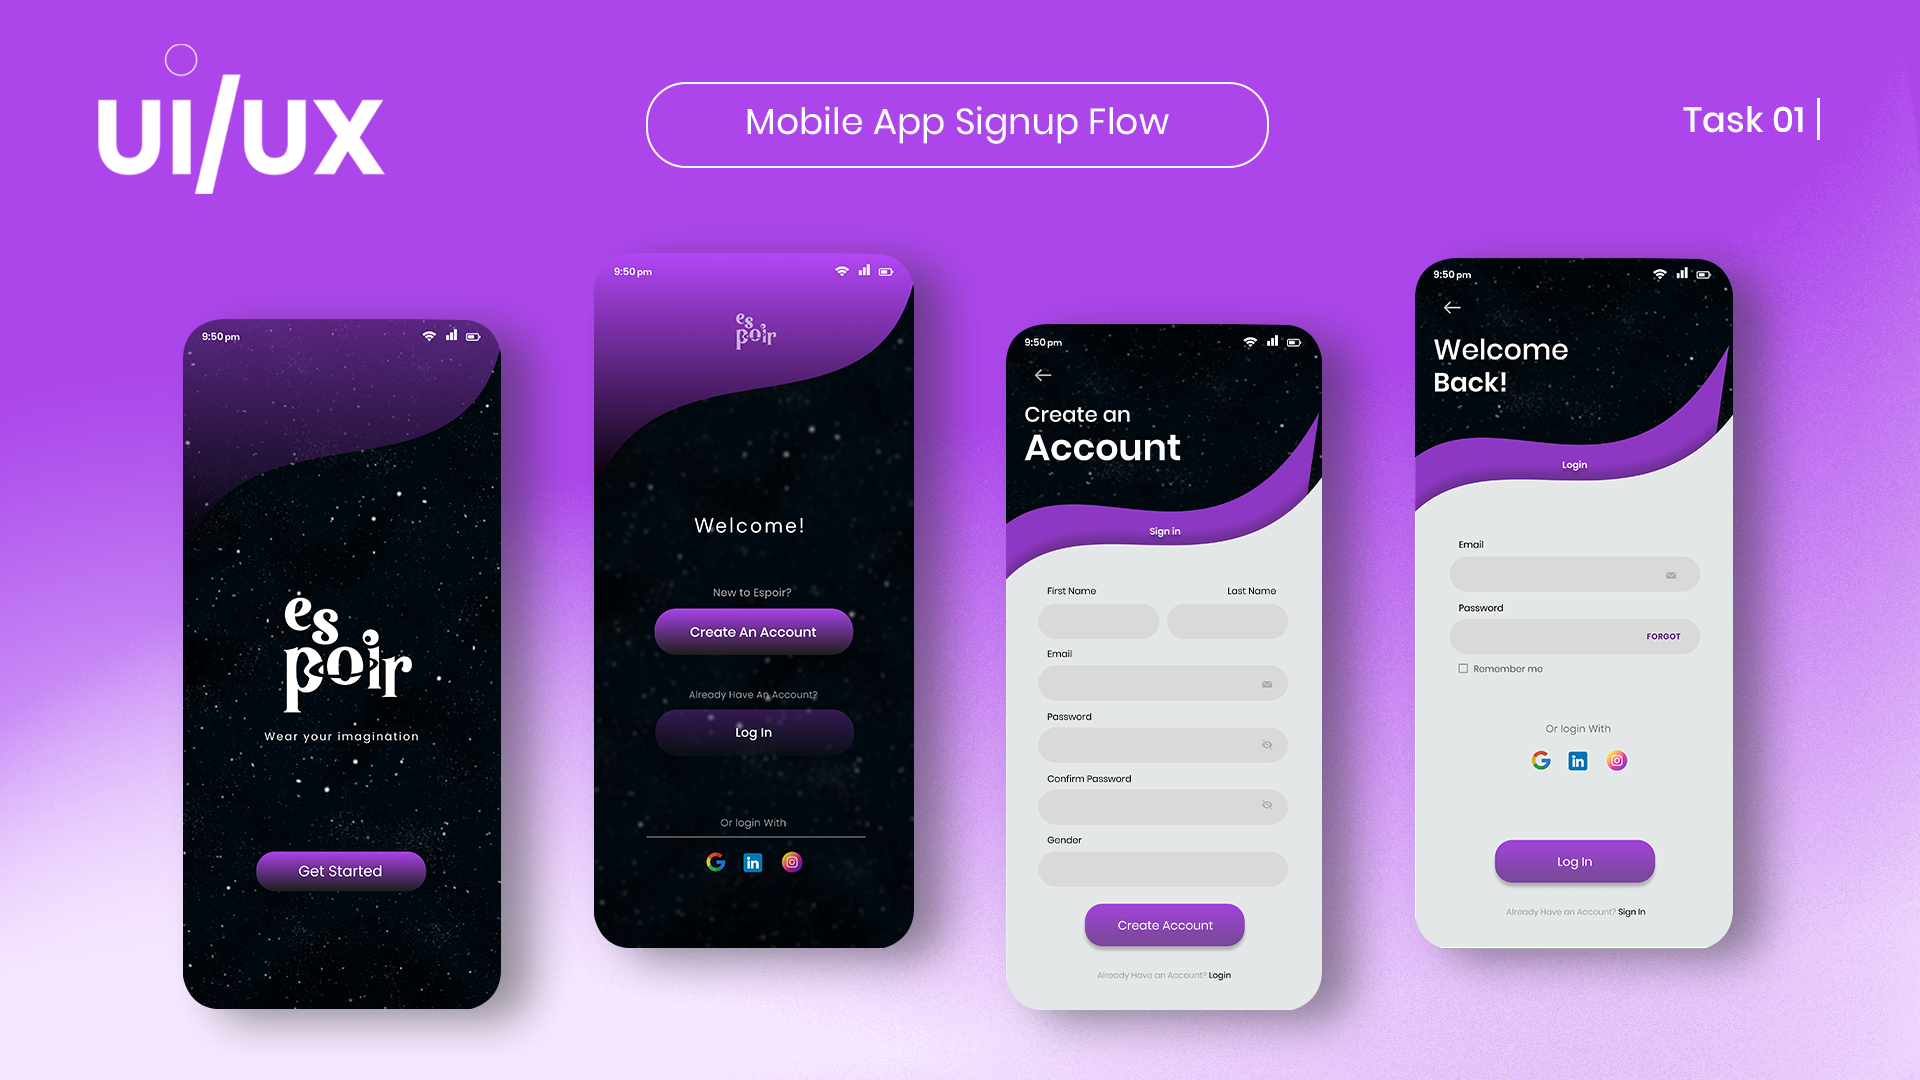 UI/UX
Mobile App Signup Flow
Task 01
9:50 pm
es
poir
Wear your imagination
Get Started
9:50 pm
es
poir
Welcome!
New to Espoir?
Create An Account
Already Have An Account?
Log In
Or login With
9:50 pm
Create an
Account
Sign in
First Name
Last Name
Email
Password
Confirm Password
Gender
Create Account
Already Have an Account? Login
9:50 pm
Welcome
Back!
Login
Email
Password
FORGOT
Remember me
Or login With
Log In
Already Have an Account? Sign In